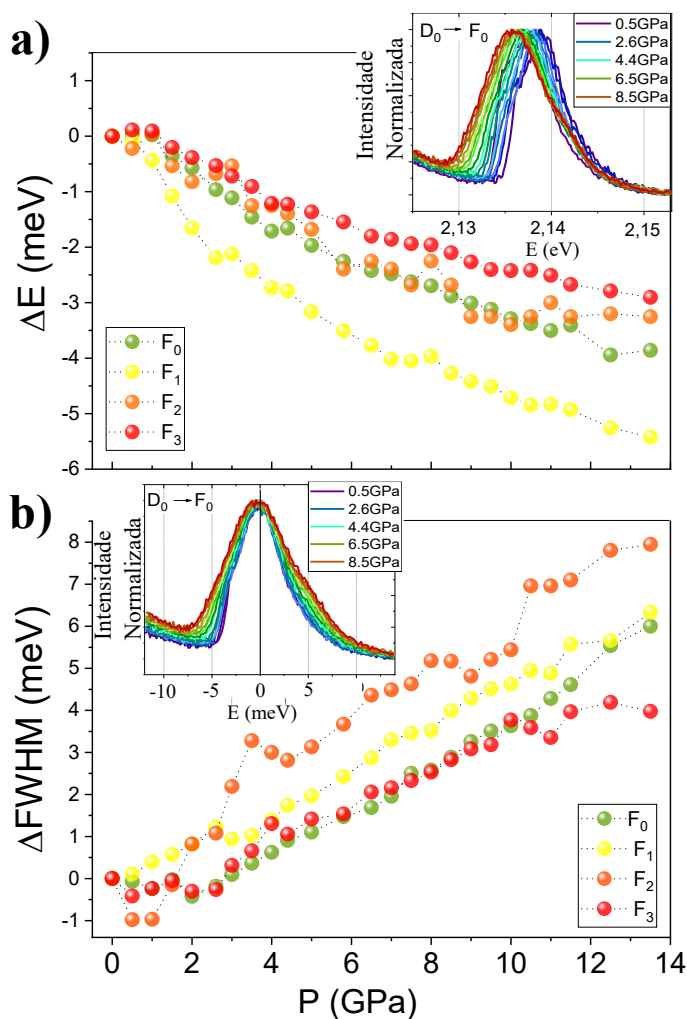 a)
D₀ → F₀
0.5GPa
2.6GPa
4.4GPa
6.5GPa
8.5GPa
Intensidade
Normalizada
2,13 2,14 2,15
E (eV)
1
0
-1
-2
-3
-4
-5
-6
ΔE (meV)
F₀
F₁
F₂
F₃
b)
D₀ → F₀
0.5GPa
2.6GPa
4.4GPa
6.5GPa
8.5GPa
Intensidade
Normalizada
-10 -5 0 5 1
E (meV)
8
7
6
5
4
3
2
1
0
-1
ΔFWHM (meV)
F₀
F₁
F₂
F₃
0 2 4 6 8 10 12 14
P (GPa)